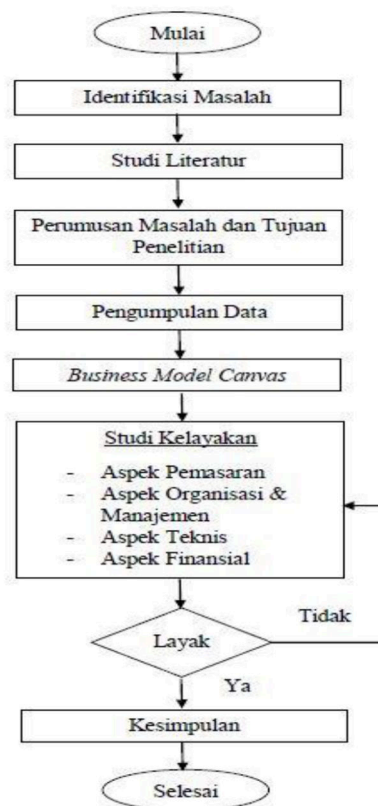 Mulai
Identifikasi Masalah
Studi Literatur
Perumusan Masalah dan Tujuan
Penelitian
Pengumpulan Data
Business Model Canvas
Studi Kelayakan
- Aspek Pemasaran
- Aspek Organisasi &
Manajemen
- Aspek Teknis
- Aspek Finansial
Layak
Tidak
Ya
Kesimpulan
Selesai